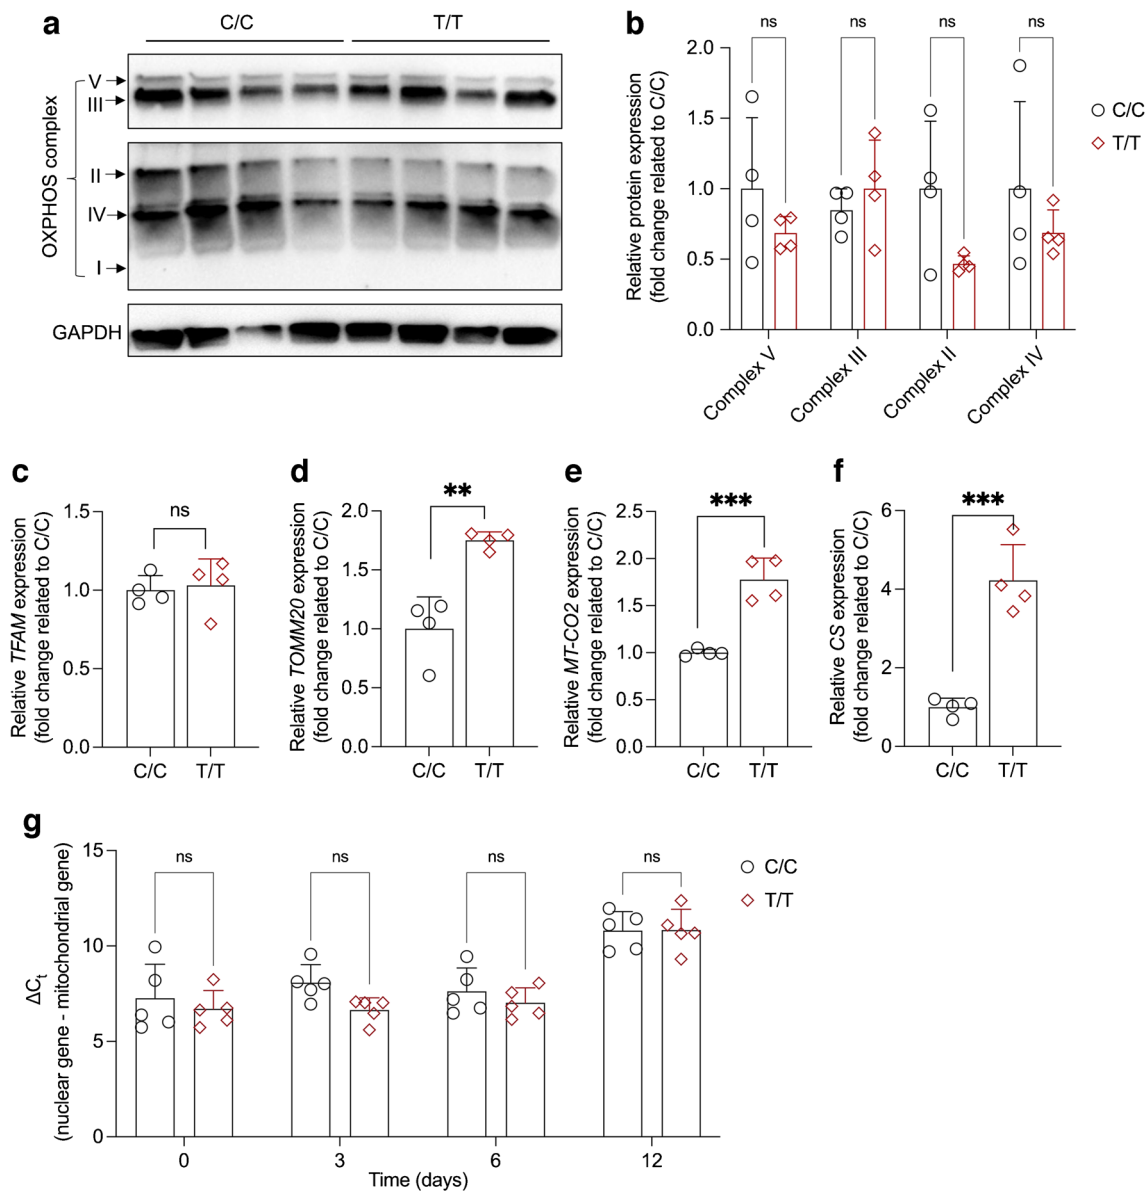 a
C/C
T/T
OXPHOS complex
V
III
II
IV
I
GAPDH
b
Relative protein expression
(fold change related to C/C)
2.0
1.5
1.0
0.5
0.0
ns
ns
ns
ns
Complex V
Complex III
Complex II
Complex IV
C/C
T/T
c
Relative TFAM expression
(fold change related to C/C)
1.5
1.0
0.5
0.0
ns
C/C
T/T
d
Relative TOMM20 expression
(fold change related to C/C)
2.0
1.5
1.0
0.5
0.0
**
C/C
T/T
e
Relative MT-CO2 expression
(fold change related to C/C)
2.5
2.0
1.5
1.0
0.5
0.0
***
C/C
T/T
f
Relative CS expression
(fold change related to C/C)
6
4
2
0
***
C/C
T/T
g
ΔCt
(nuclear gene - mitochondrial gene)
15
10
5
0
ns
ns
ns
ns
C/C
T/T
0
3
6
12
Time (days)